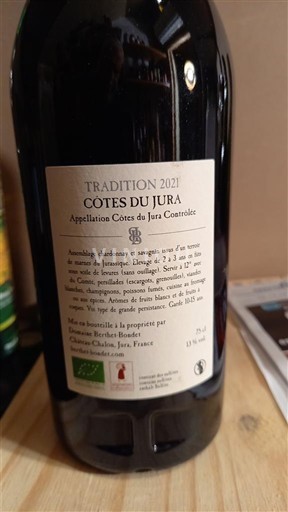 TRADITION 2021
CÔTES DU JURA
Appellation Côtes du Jura Contrôlée
Assemblage chardonnay et savagnin, issus d'un terroir
de marnes du Jurassique. Élevage de 2 à 3 ans en fûts
sous voile de levures (sans ouillage). Servir à 12° avec
du Comté, persillades (escargots, grenouilles), viandes
blanches, champignons, poissons fumés, cuisine au fromage
ou aux épices. Arômes de fruits blancs et de fruits à
coques. Vin type de grande persistance. Garde 10-15 ans
Mis en bouteille à la propriété par
Domaine Berthet-Bondet
Château-Chalon, Jura, France
berthet-bondet.com
75 cl
13 % vol.
contient des sulfites